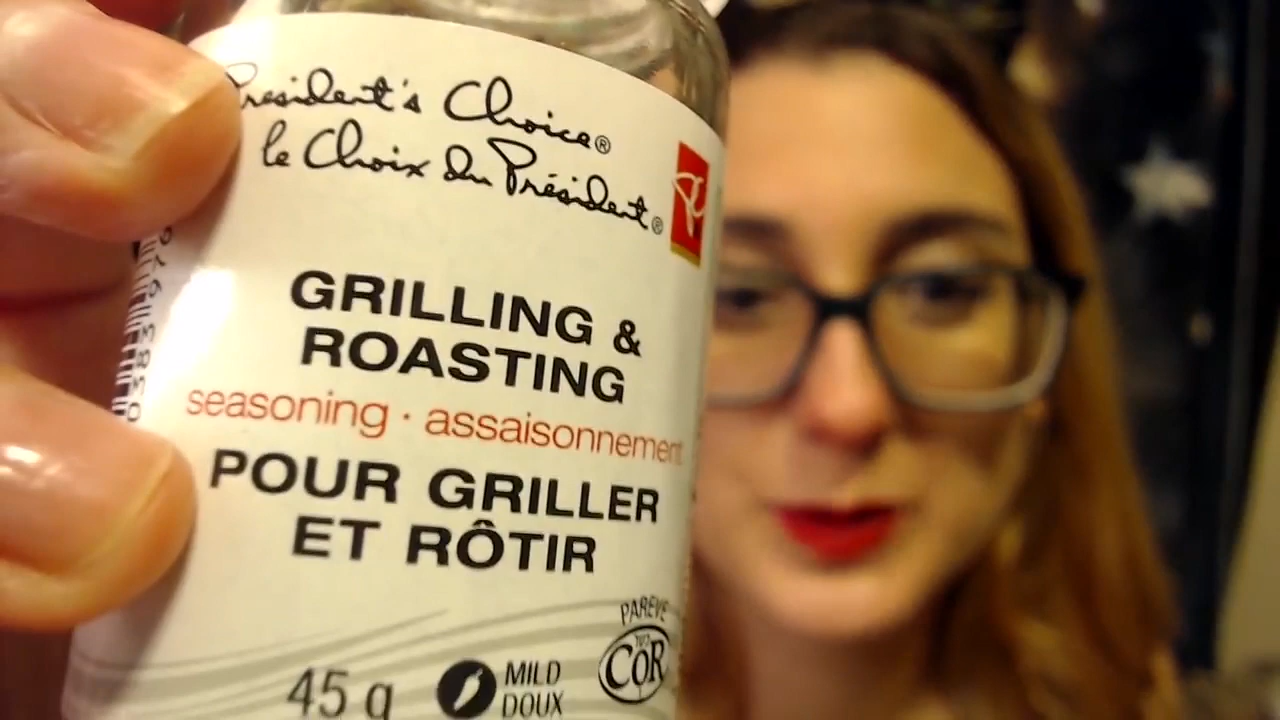 President's Choice®
le Choix du Président®
PC
GRILLING &
ROASTING
seasoning · assaisonnement
POUR GRILLER
ET RÔTIR
45 g
MILD
DOUX
PAREVE
COR